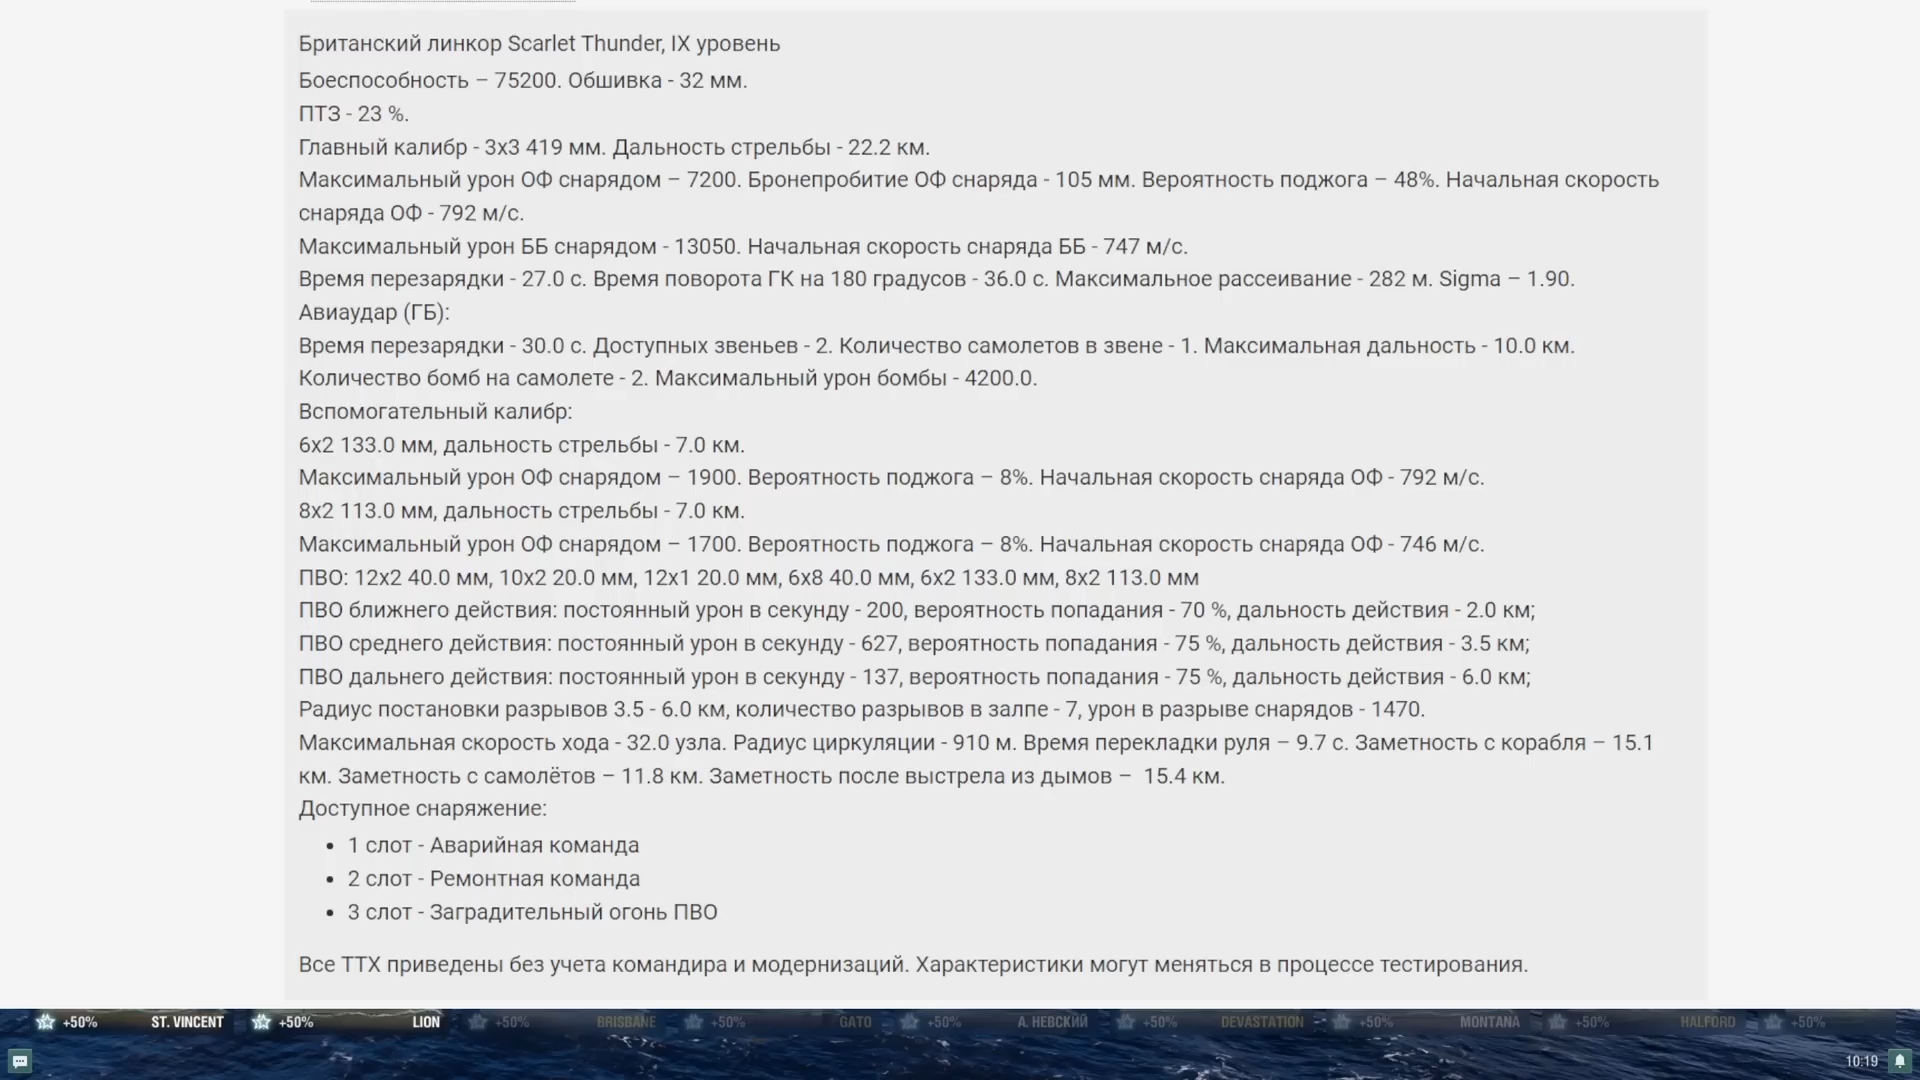 Британский линкор Scarlet Thunder, IX уровень
Боеспособность – 75200. Обшивка - 32 мм.
ПТЗ - 23 %.
Главный калибр - 3х3 419 мм. Дальность стрельбы - 22.2 км.
Максимальный урон ОФ снарядом – 7200. Бронепробитие ОФ снаряда - 105 мм. Вероятность поджога – 48%. Начальная скорость
снаряда ОФ - 792 м/с.
Максимальный урон ББ снарядом - 13050. Начальная скорость снаряда ББ - 747 м/с.
Время перезарядки - 27.0 с. Время поворота ГК на 180 градусов - 36.0 с. Максимальное рассеивание - 282 м. Sigma – 1.90.
Авиаудар (ГБ):
Время перезарядки - 30.0 с. Доступных звеньев - 2. Количество самолетов в звене - 1. Максимальная дальность - 10.0 км.
Количество бомб на самолете - 2. Максимальный урон бомбы - 4200.0.
Вспомогательный калибр:
6х2 133.0 мм, дальность стрельбы - 7.0 км.
Максимальный урон ОФ снарядом – 1900. Вероятность поджога – 8%. Начальная скорость снаряда ОФ - 792 м/с.
8х2 113.0 мм, дальность стрельбы - 7.0 км.
Максимальный урон ОФ снарядом – 1700. Вероятность поджога – 8%. Начальная скорость снаряда ОФ - 746 м/с.
ПВО: 12х2 40.0 мм, 10х2 20.0 мм, 12х1 20.0 мм, 6х8 40.0 мм, 6х2 133.0 мм, 8х2 113.0 мм
ПВО ближнего действия: постоянный урон в секунду - 200, вероятность попадания - 70 %, дальность действия - 2.0 км;
ПВО среднего действия: постоянный урон в секунду - 627, вероятность попадания - 75 %, дальность действия - 3.5 км;
ПВО дальнего действия: постоянный урон в секунду - 137, вероятность попадания - 75 %, дальность действия - 6.0 км;
Радиус постановки разрывов 3.5 - 6.0 км, количество разрывов в залпе - 7, урон в разрыве снарядов - 1470.
Максимальная скорость хода - 32.0 узла. Радиус циркуляции - 910 м. Время перекладки руля – 9.7 с. Заметность с корабля – 15.1
км. Заметность с самолётов – 11.8 км. Заметность после выстрела из дымов – 15.4 км.
Доступное снаряжение:
• 1 слот - Аварийная команда
• 2 слот - Ремонтная команда
• 3 слот - Заградительный огонь ПВО
Все ТТХ приведены без учета командира и модернизаций. Характеристики могут меняться в процессе тестирования.
+50% ST. VINCENT +50% LION +50% BRISBANE +50% GATO +50% А. НЕВСКИЙ +50% DEVASTATION +50% MONTANA +50% HALFORD +50%
10:19